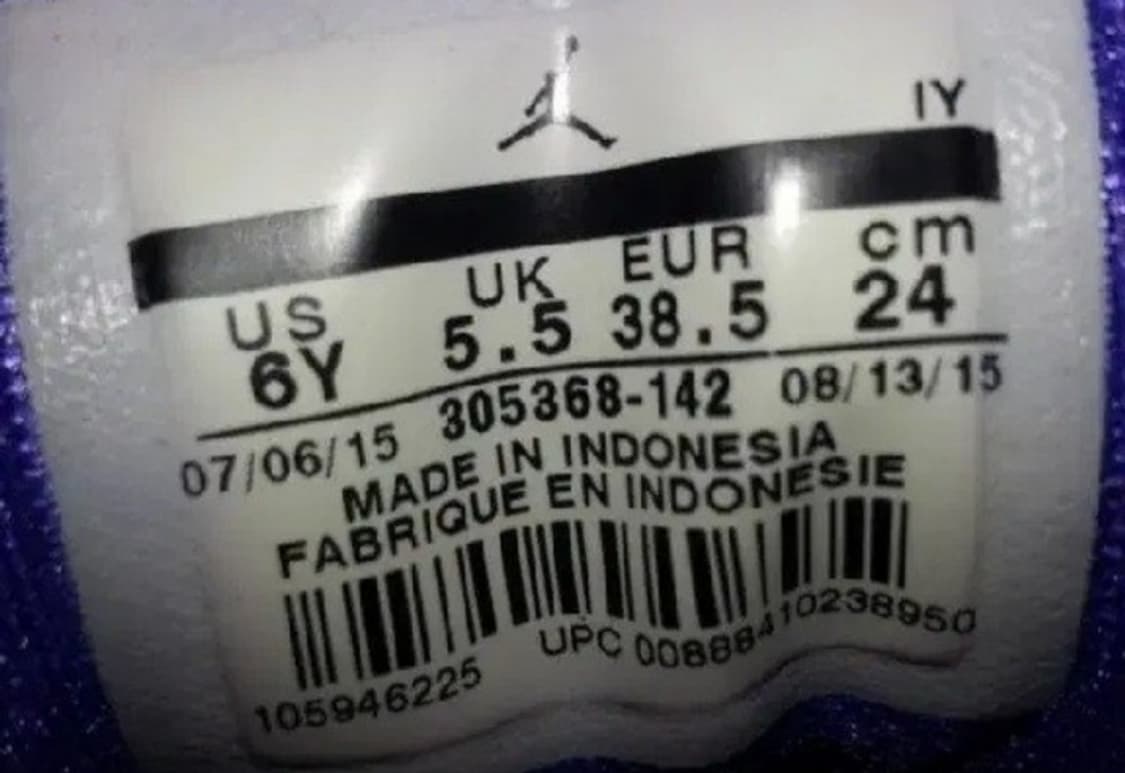 IY
US UK EUR cm
6Y 5.5 38.5 24
07/06/15 305368-142 08/13/15
MADE IN INDONESIA
FABRIQUE EN INDONESIE
105946225 UPC 00888410238950